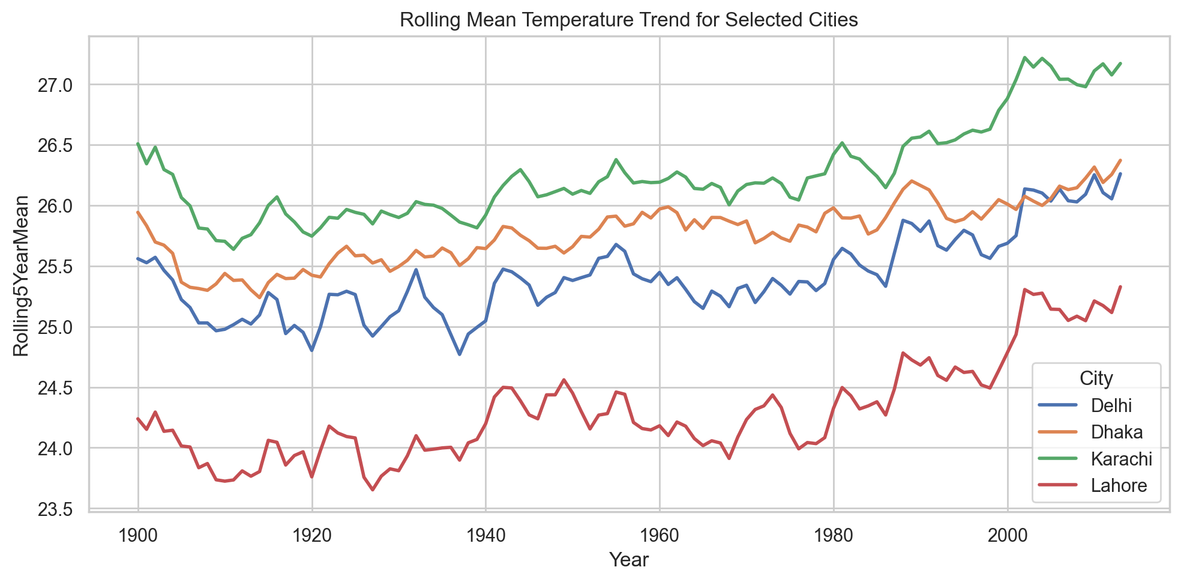 Rolling Mean Temperature Trend for Selected Cities
Rolling5YearMean
27.0
26.5
26.0
25.5
25.0
24.5
24.0
23.5
1900 1920 1940 1960 1980 2000
Year
City
Delhi
Dhaka
Karachi
Lahore